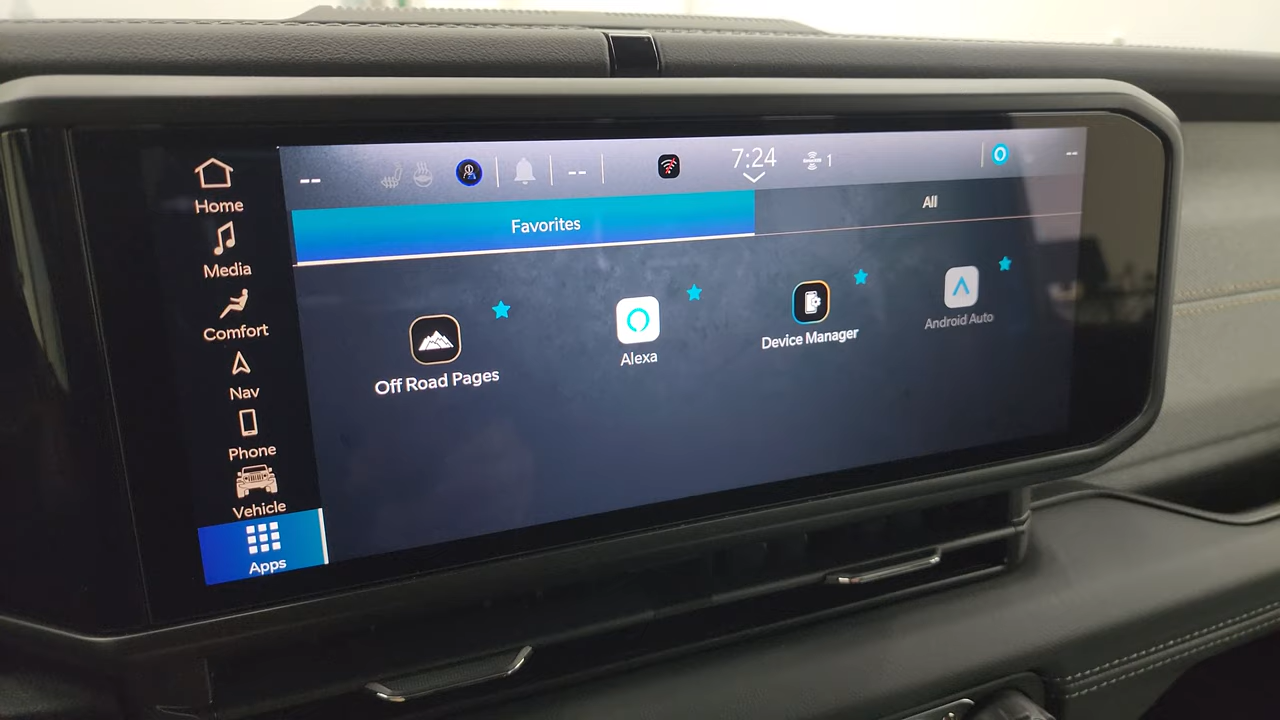 Home
Media
Comfort
Nav
Phone
Vehicle
Apps
--
--
7:24
1
--
Favorites
All
Off Road Pages
Alexa
Device Manager
Android Auto